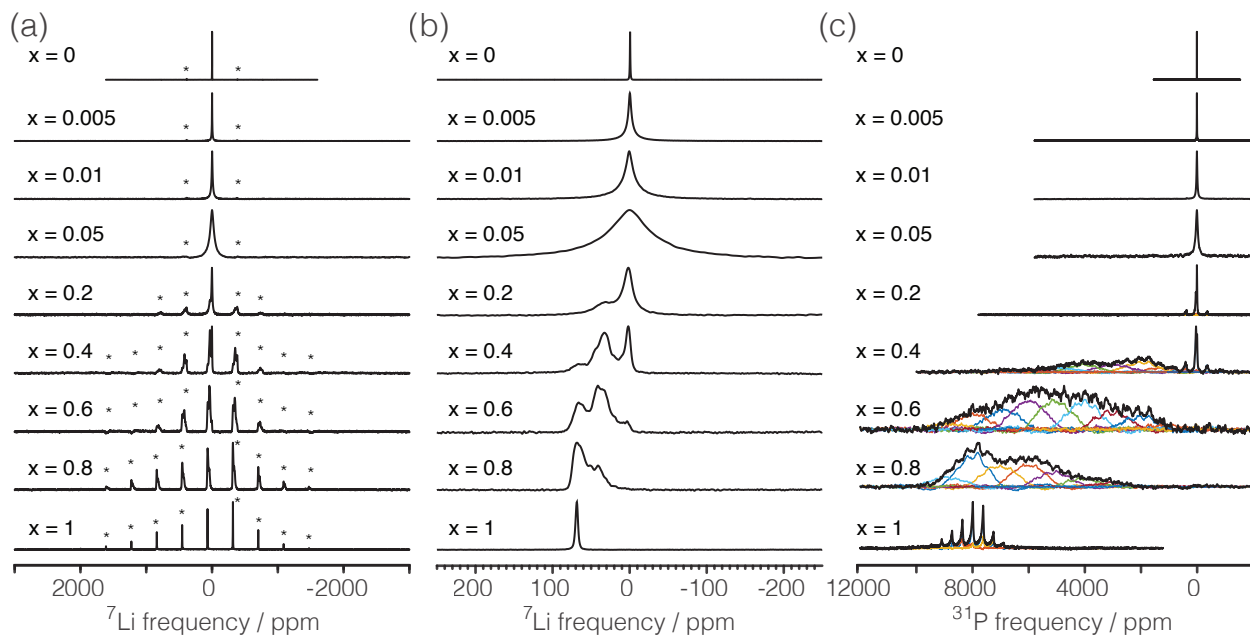 (a)
x = 0
* *
x = 0.005
* *
x = 0.01
* *
x = 0.05
* *
x = 0.2
* * * *
x = 0.4
* * * * * * * *
x = 0.6
* * * * * * * *
x = 0.8
* * * * * * * *
x = 1
* * * * * * * *
2000 0 -2000
⁷Li frequency / ppm
(b)
x = 0
x = 0.005
x = 0.01
x = 0.05
x = 0.2
x = 0.4
x = 0.6
x = 0.8
x = 1
200 100 0 -100 -200
⁷Li frequency / ppm
(c)
x = 0
x = 0.005
x = 0.01
x = 0.05
x = 0.2
x = 0.4
x = 0.6
x = 0.8
x = 1
12000 8000 4000 0
³¹P frequency / ppm